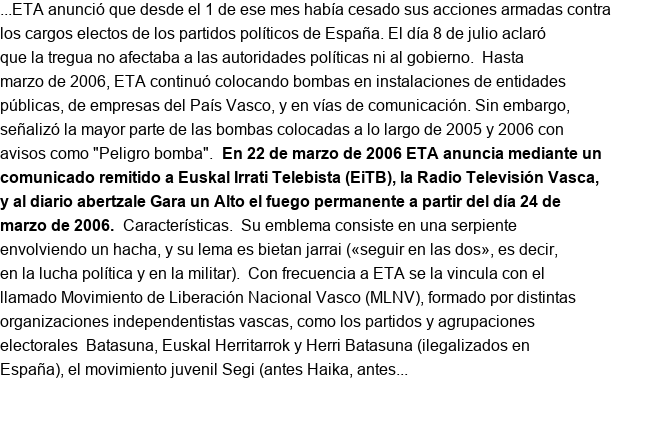 ...ETA anunció que desde el 1 de ese mes había cesado sus acciones armadas contra
los cargos electos de los partidos políticos de España. El día 8 de julio aclaró
que la tregua no afectaba a las autoridades políticas ni al gobierno.  Hasta
marzo de 2006, ETA continuó colocando bombas en instalaciones de entidades
públicas, de empresas del País Vasco, y en vías de comunicación. Sin embargo,
señalizó la mayor parte de las bombas colocadas a lo largo de 2005 y 2006 con
avisos como "Peligro bomba".  En 22 de marzo de 2006 ETA anuncia mediante un
comunicado remitido a Euskal Irrati Telebista (EiTB), la Radio Televisión Vasca,
y al diario abertzale Gara un Alto el fuego permanente a partir del día 24 de
marzo de 2006.  Características.  Su emblema consiste en una serpiente
envolviendo un hacha, y su lema es bietan jarrai («seguir en las dos», es decir,
en la lucha política y en la militar).  Con frecuencia a ETA se la vincula con el
llamado Movimiento de Liberación Nacional Vasco (MLNV), formado por distintas
organizaciones independentistas vascas, como los partidos y agrupaciones
electorales  Batasuna, Euskal Herritarrok y Herri Batasuna (ilegalizados en
España), el movimiento juvenil Segi (antes Haika, antes...